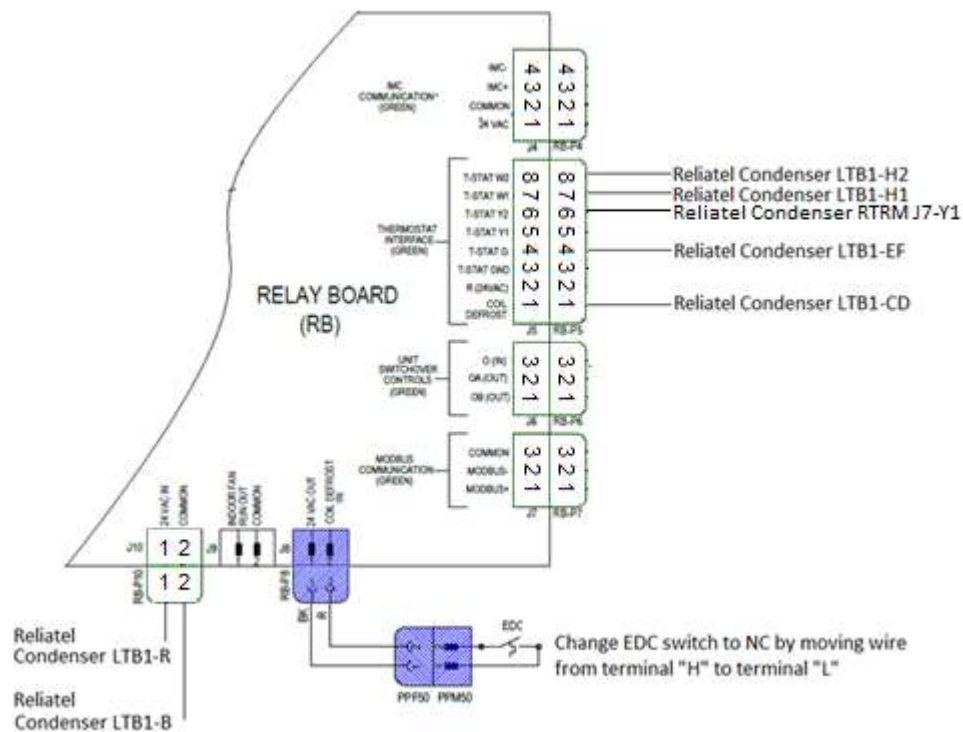 IMC-
IMC+
COMMON
24 VAC
IMC
COMMUNICATION*
(GREEN)
4 4
3 3
2 2
1 1
J4 RB-P4
T-STAT W2
T-STAT W1
T-STAT Y2
T-STAT Y1
T-STAT G
T-STAT GND
R (24VAC)
COIL
DEFROST
THERMOSTAT
INTERFACE
(GREEN)
8 8
7 7
6 6
5 5
4 4
3 3
2 2
1 1
J5 RB-P5
Reliatel Condenser LTB1-H2
Reliatel Condenser LTB1-H1
Reliatel Condenser RTRM J7-Y1
Reliatel Condenser LTB1-EF
Reliatel Condenser LTB1-CD
RELAY BOARD
(RB)
UNIT
SWITCHOVER
CONTROLS
(GREEN)
O (IN)
OA (OUT)
OB (OUT)
3 3
2 2
1 1
J6 RB-P6
MODBUS
COMMUNICATION
(GREEN)
COMMON
MODBUS-
MODBUS+
3 3
2 2
1 1
J7 RB-P7
24 VAC IN
COMMON
INDOOR FAN
RUN OUT
COMMON
24 VAC OUT
COIL DEFROST
IN
J10 1 2
J9
J8
RB-P10 1 2
RB-P8
BK
R
Reliatel
Condenser LTB1-R
Reliatel
Condenser LTB1-B
EDC
PPF50 PPM50
Change EDC switch to NC by moving wire
from terminal "H" to terminal "L"